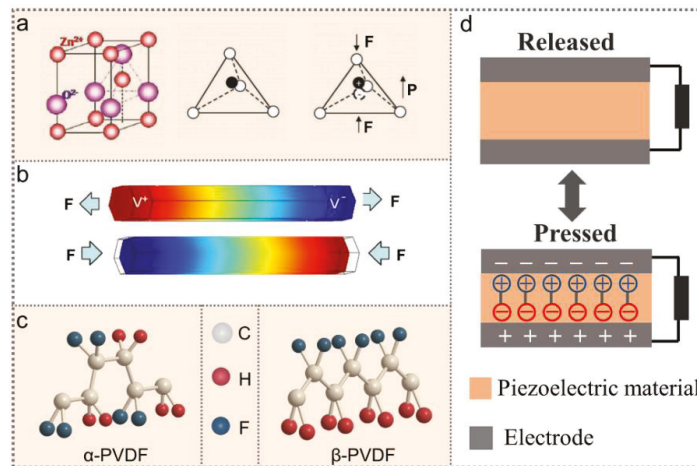 a
Zn²⁺
O²⁻
F
P
+
-
F
b
F
V⁺
V⁻
F
F
F
c
C
H
F
α-PVDF
β-PVDF
d
Released
Pressed
− − − − − −
+ + + + + +
− − − − − −
+ + + + + +
Piezoelectric material
Electrode